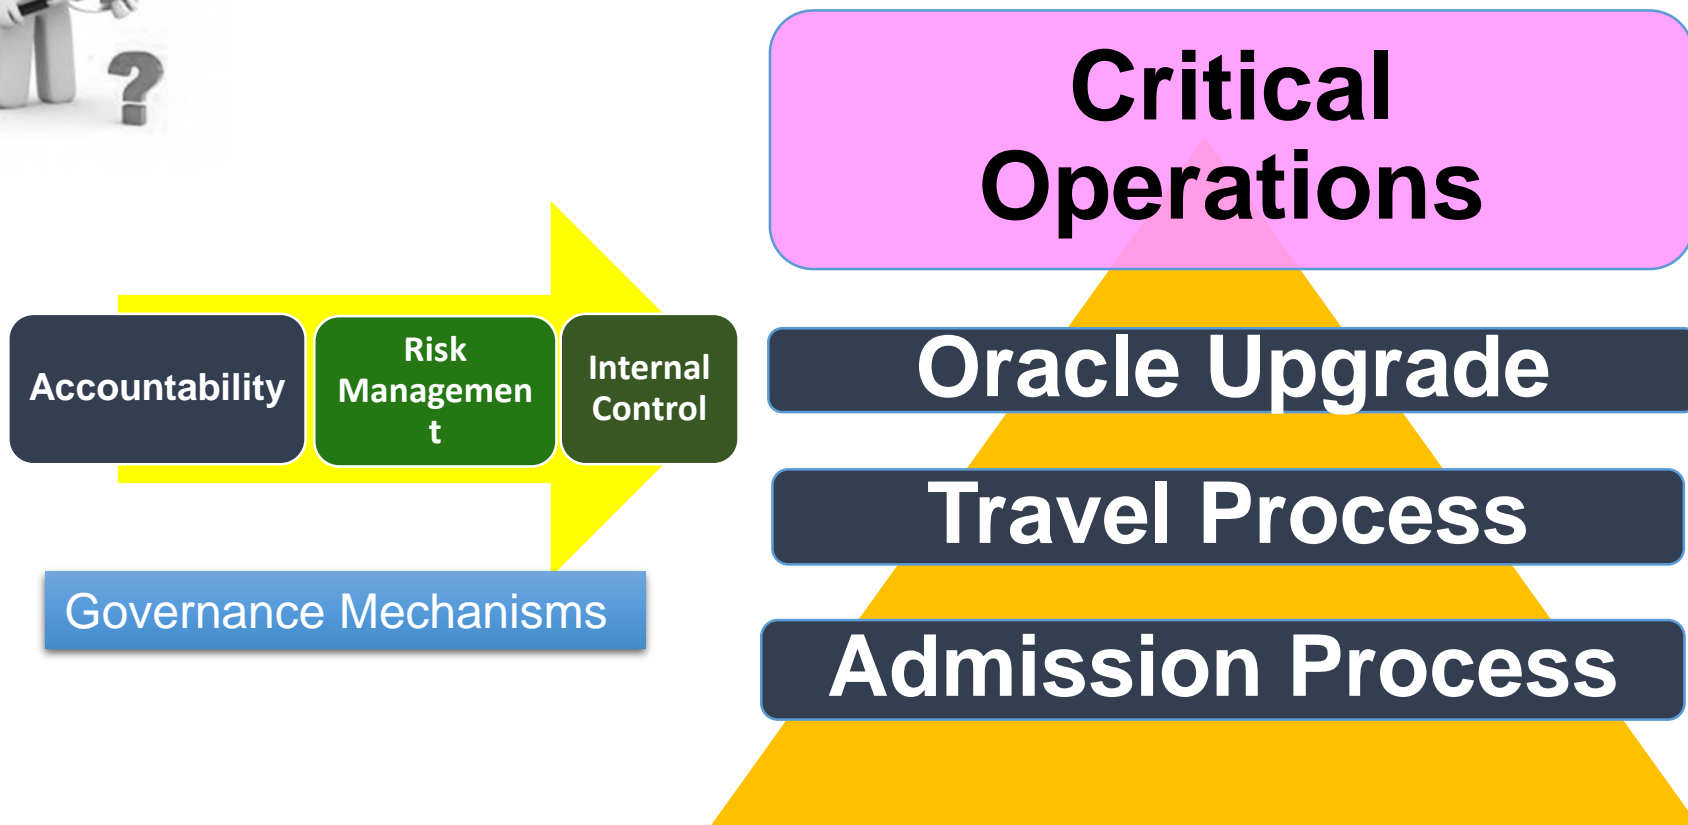 ?
Critical
Operations
Accountability
Risk
Managemen
t
Internal
Control
Governance Mechanisms
Oracle Upgrade
Travel Process
Admission Process